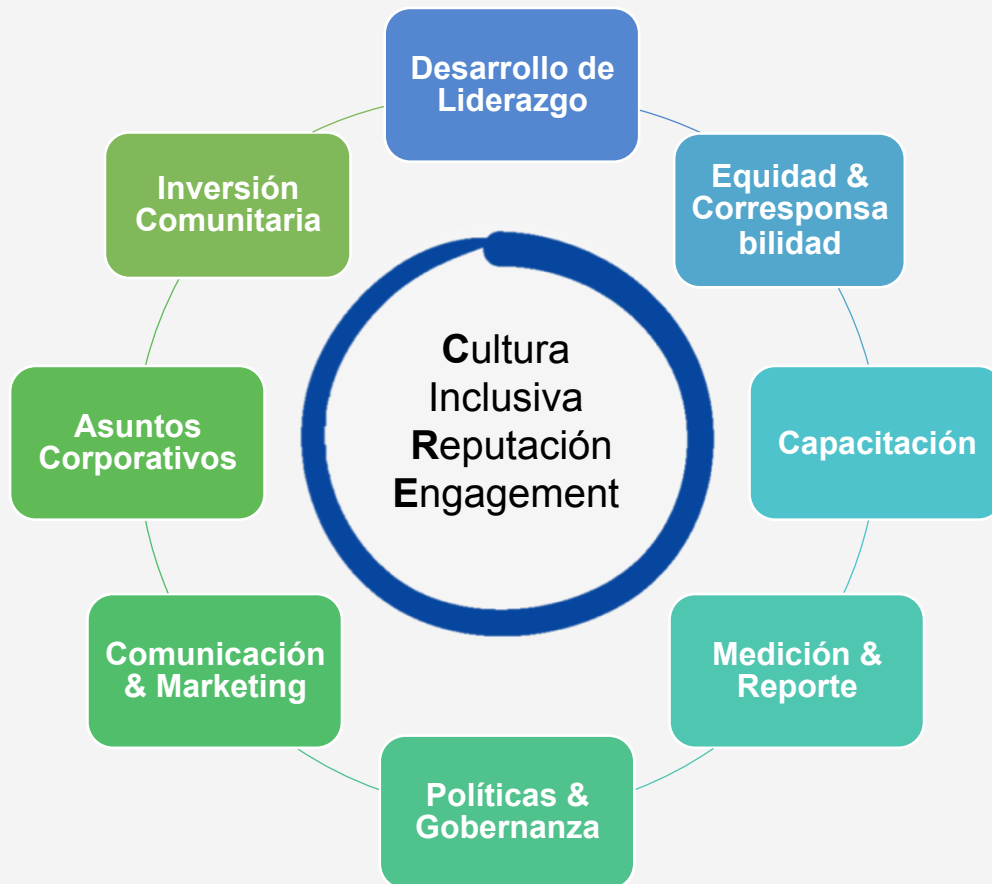 Desarrollo de
Liderazgo
Equidad &
Corresponsa
bilidad
Capacitación
Medición &
Reporte
Políticas &
Gobernanza
Comunicación
& Marketing
Asuntos
Corporativos
Inversión
Comunitaria
Cultura
Inclusiva
Reputación
Engagement